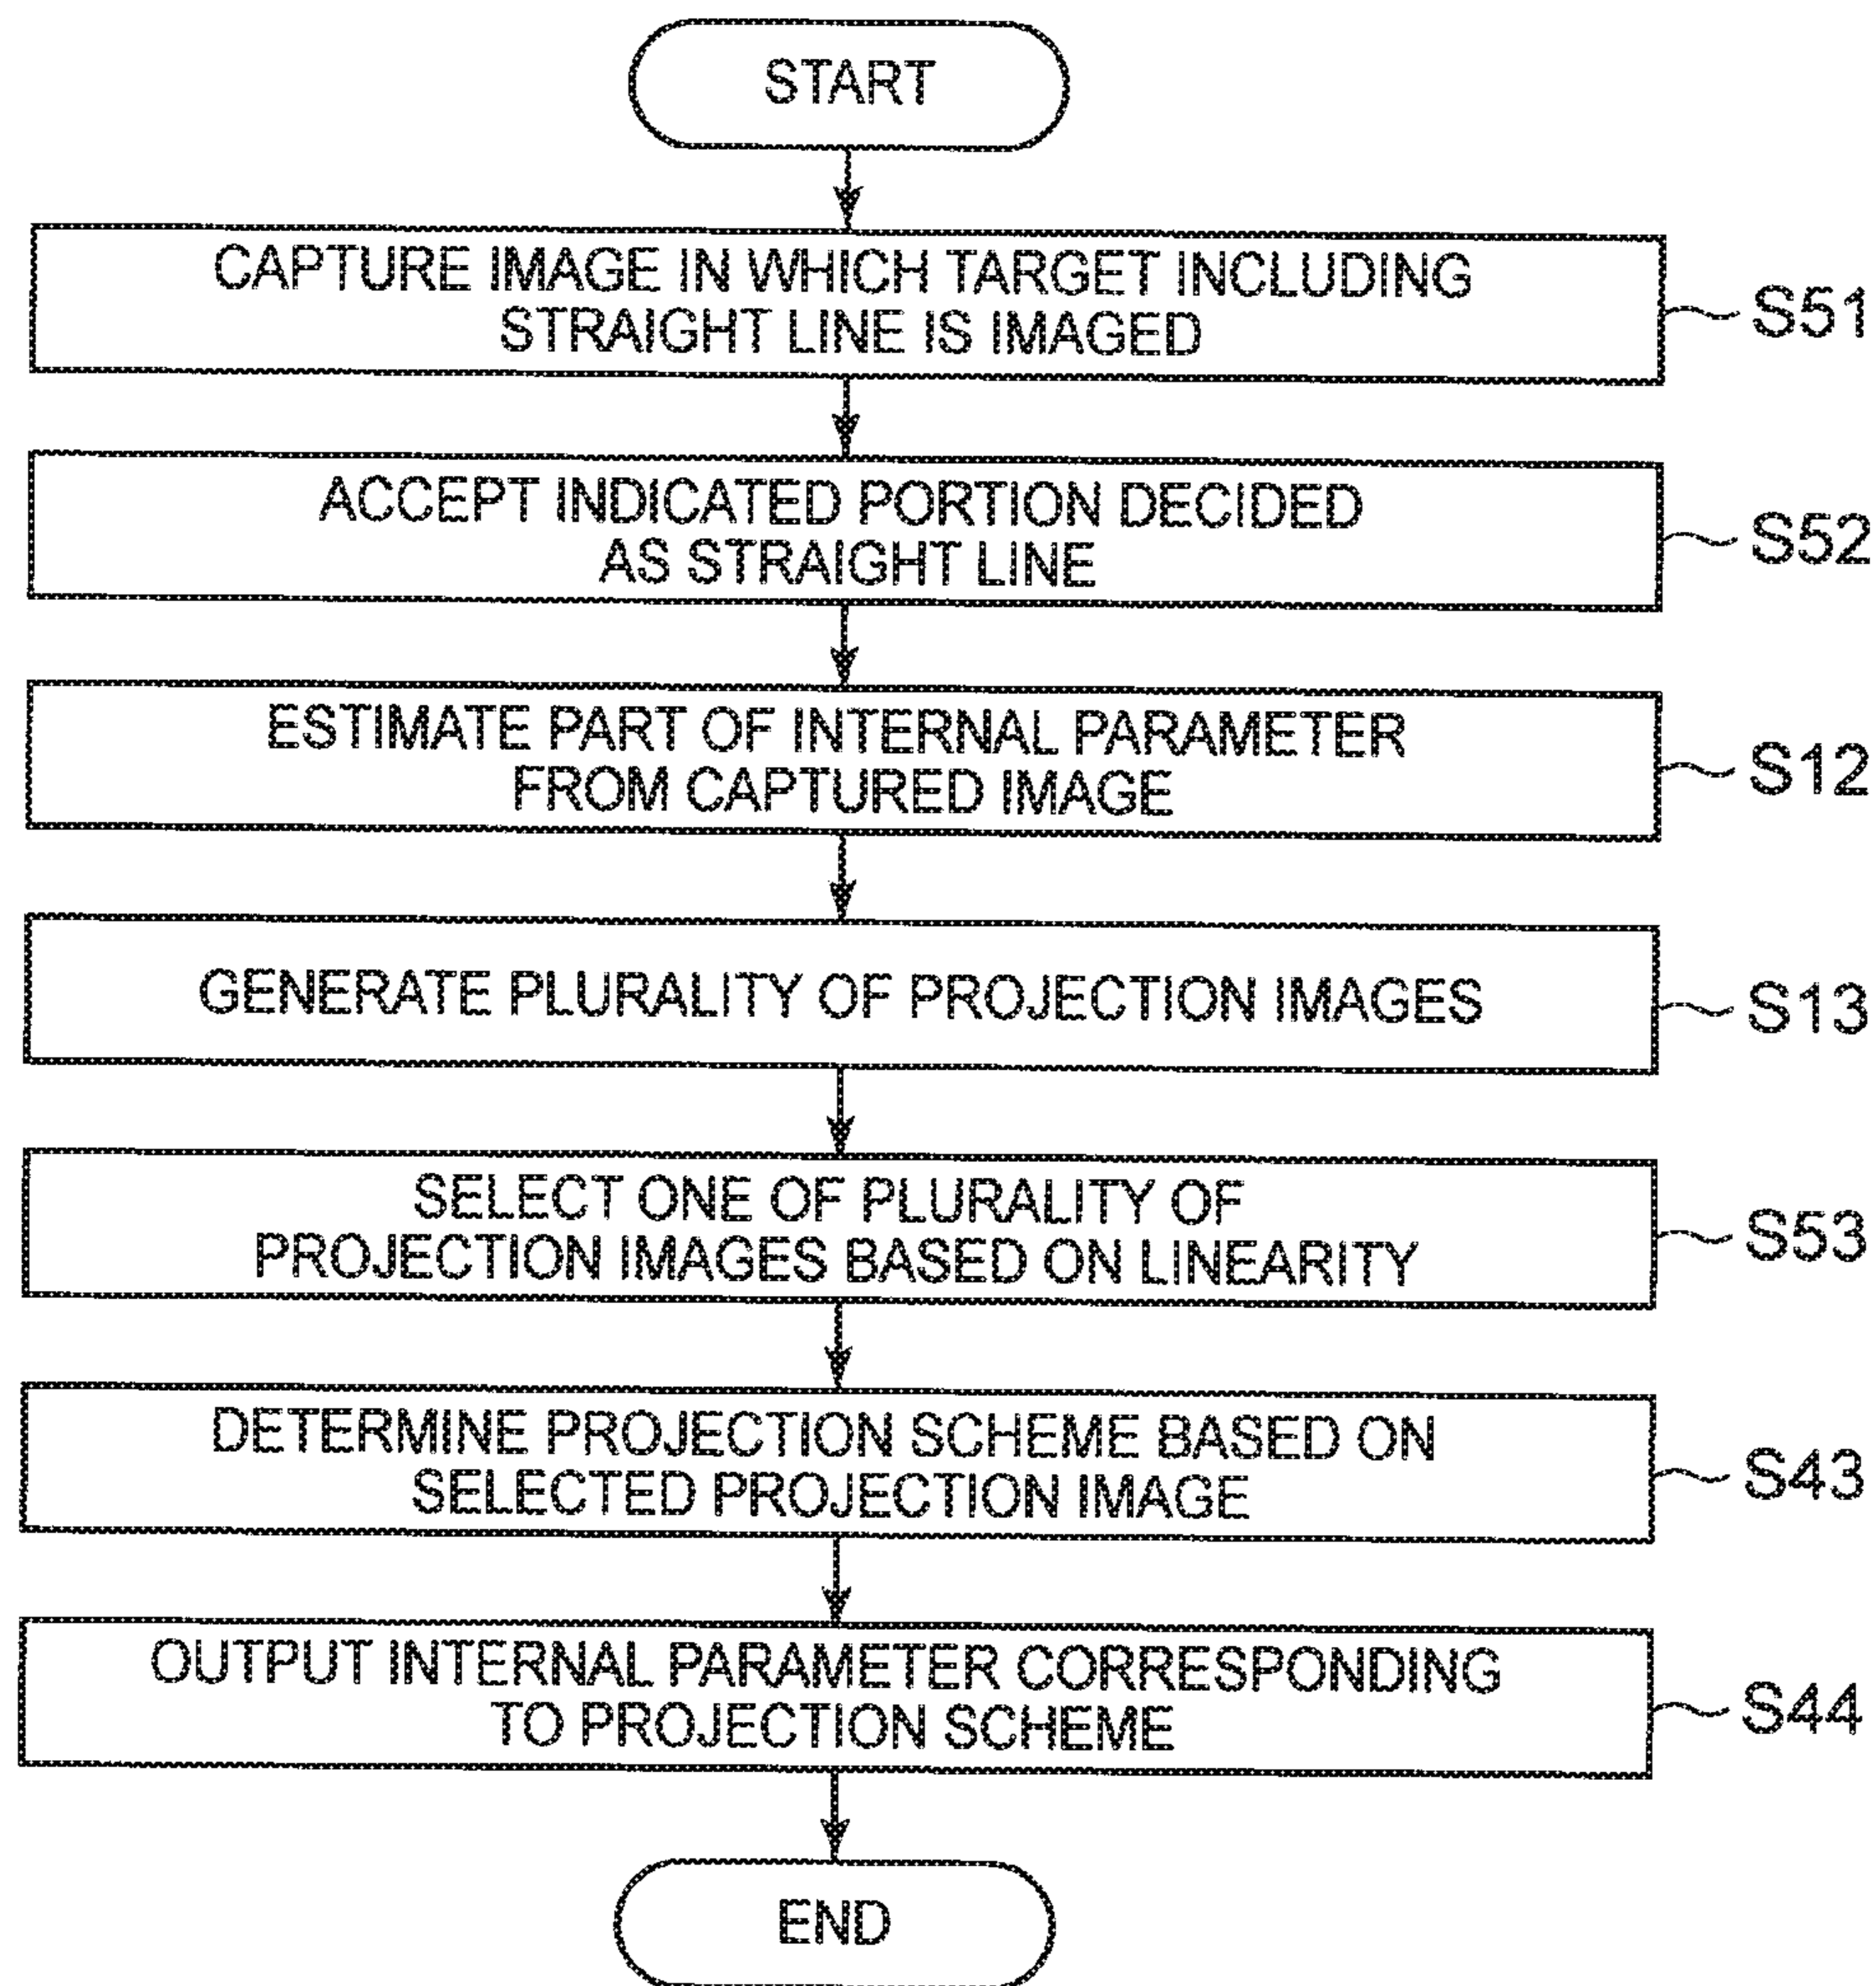 START
CAPTURE IMAGE IN WHICH TARGET INCLUDING
STRAIGHT LINE IS IMAGED
S51
ACCEPT INDICATED PORTION DECIDED
AS STRAIGHT LINE
S52
ESTIMATE PART OF INTERNAL PARAMETER
FROM CAPTURED IMAGE
S12
GENERATE PLURALITY OF PROJECTION IMAGES
S13
SELECT ONE OF PLURALITY OF
PROJECTION IMAGES BASED ON LINEARITY
S53
DETERMINE PROJECTION SCHEME BASED ON
SELECTED PROJECTION IMAGE
S43
OUTPUT INTERNAL PARAMETER CORRESPONDING
TO PROJECTION SCHEME
S44
END